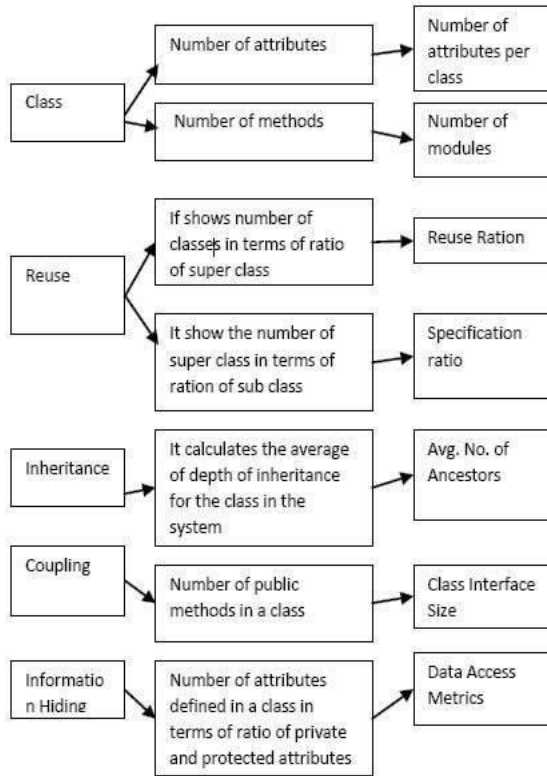 Class
Number of attributes
Number of
attributes per
class
Number of methods
Number of
modules
Reuse
If shows number of
classes in terms of ratio
of super class
Reuse Ration
It show the number of
super class in terms of
ration of sub class
Specification
ratio
Inheritance
It calculates the average
of depth of inheritance
for the class in the
system
Avg. No. of
Ancestors
Coupling
Number of public
methods in a class
Class Interface
Size
Informatio
n Hiding
Number of attributes
defined in a class in
terms of ratio of private
and protected attributes
Data Access
Metrics